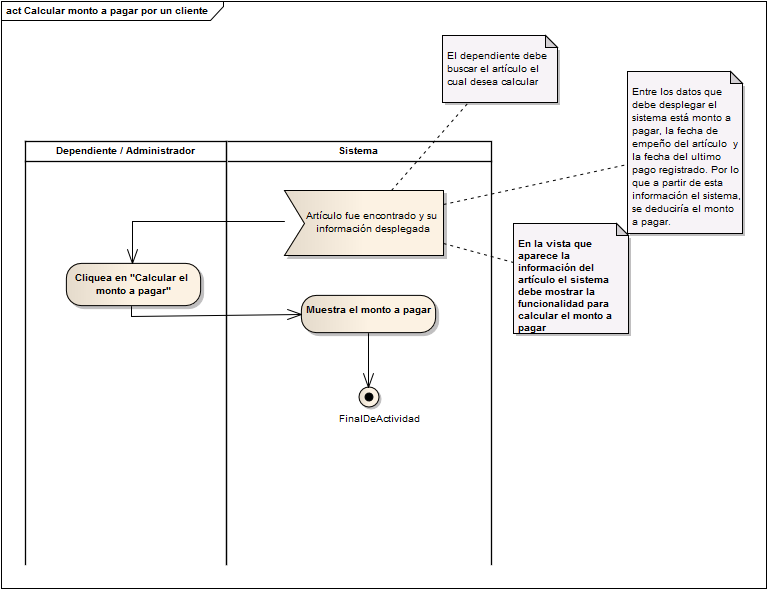 act Calcular monto a pagar por un cliente
El dependiente debe
buscar el artículo el
cual desea calcular
Entre los datos que
debe desplegar el
sistema está monto a
pagar, la fecha de
empeño del artículo y
la fecha del ultimo
pago registrado. Por lo
que a partir de esta
información el sistema,
se deduciría el monto
a pagar.
Dependiente / Administrador
Sistema
Artículo fue encontrado y su
información desplegada
En la vista que
aparece la
información del
artículo el sistema
debe mostrar la
funcionalidad para
calcular el monto a
pagar
Cliquea en "Calcular el
monto a pagar"
Muestra el monto a pagar
FinalDeActividad